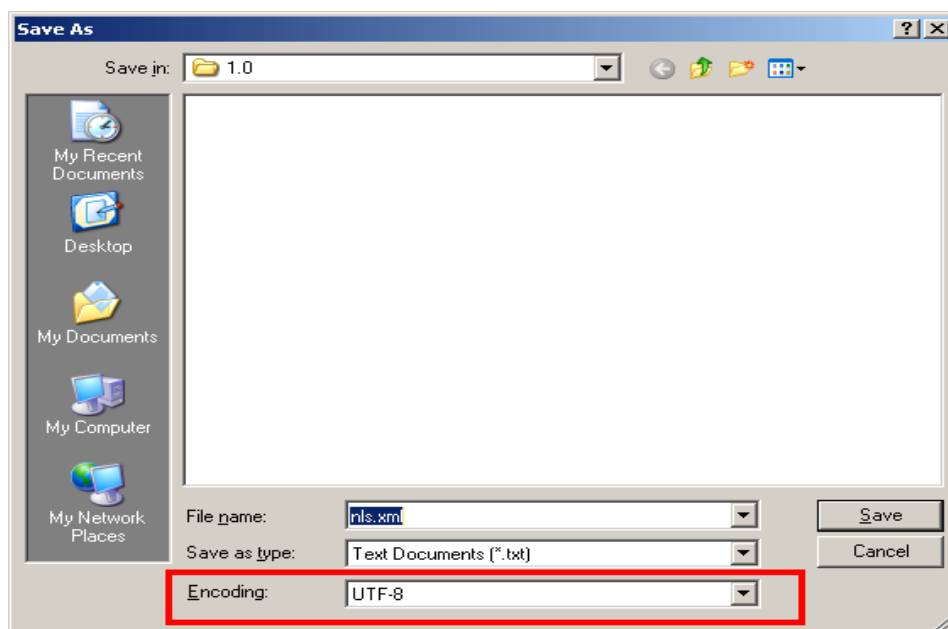 Save As
Save in:
1.0
My Recent
Documents
Desktop
My Documents
My Computer
My Network
Places
File name:
nls.xml
Save
Save as type:
Text Documents (*.txt)
Cancel
Encoding:
UTF-8